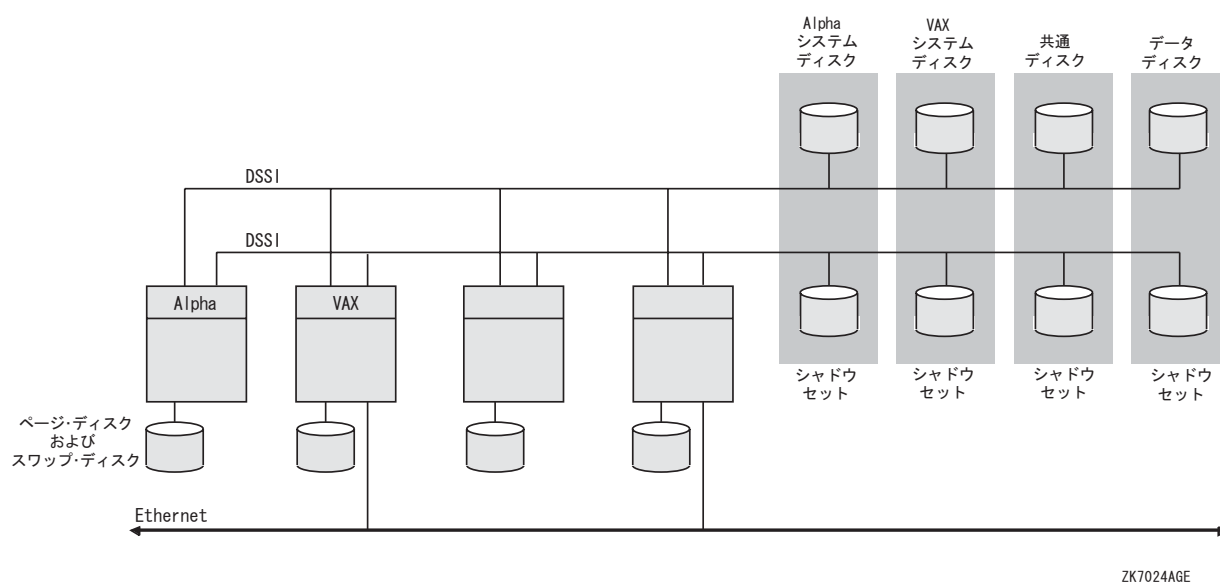 Alpha
システム
ディスク
VAX
システム
ディスク
共通
ディスク
データ
ディスク
DSSI
DSSI
Alpha
VAX
シャドウ
セット
シャドウ
セット
シャドウ
セット
シャドウ
セット
ページ・ディスク
および
スワップ・ディスク
Ethernet
ZK7024AGE